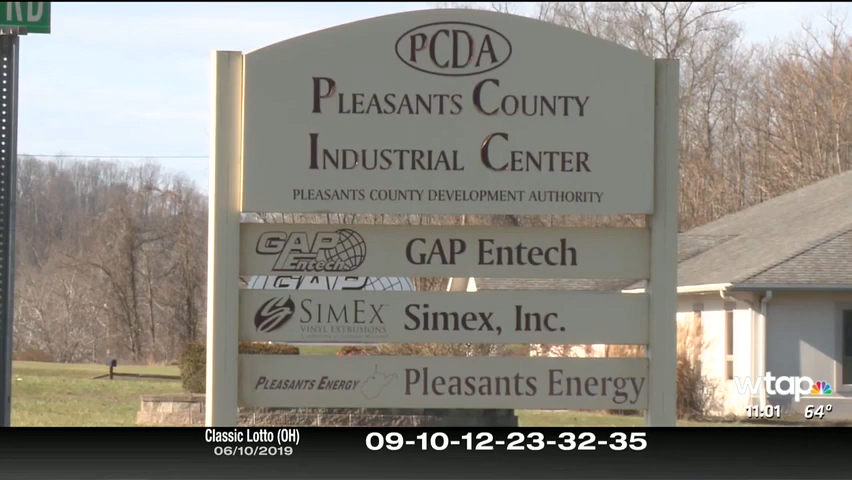 RD
PCDA
PLEASANTS COUNTY
INDUSTRIAL CENTER
PLEASANTS COUNTY DEVELOPMENT AUTHORITY
GAP Entech GAP Entech
GAP
SIMEX VINYL EXTRUSIONS Simex, Inc.
PLEASANTS ENERGY Pleasants Energy
wtap
11:01 64°
Classic Lotto (OH) 09-10-12-23-32-35
06/10/2019